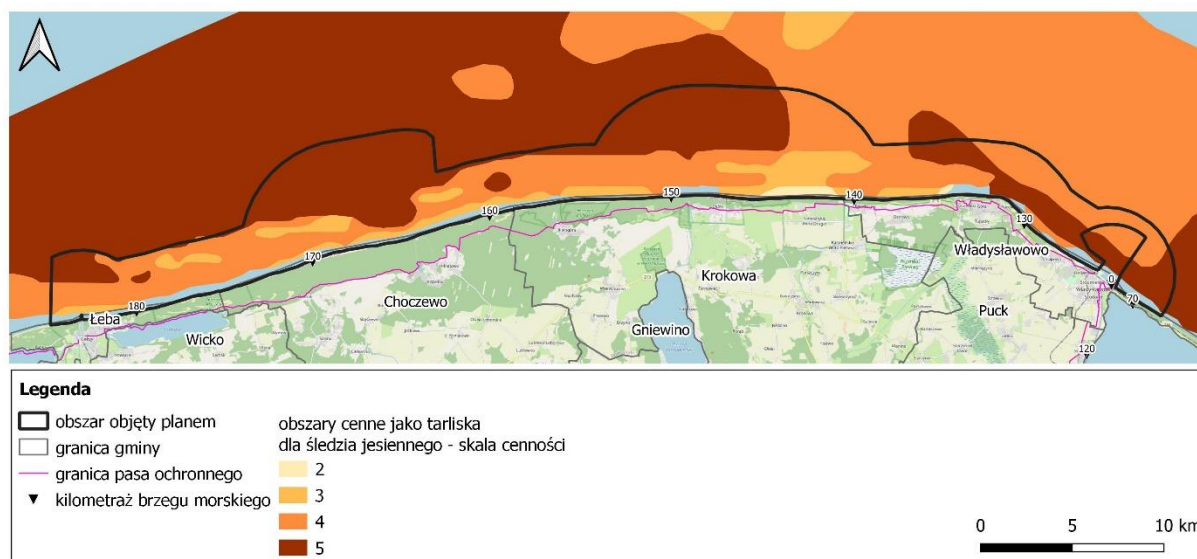 150
140
160
130
Władysławowo
170
0
Krokowa
70
180
Choczewo
Łeba
Puck
Gniewino
Wicko
120
Legenda
obszar objęty planem
granica gminy
granica pasa ochronnego
kilometraż brzegu morskiego
obszary cenne jako tarliska
dla śledzia jesiennego - skala cenności
2
3
4
5
0 5 10 km